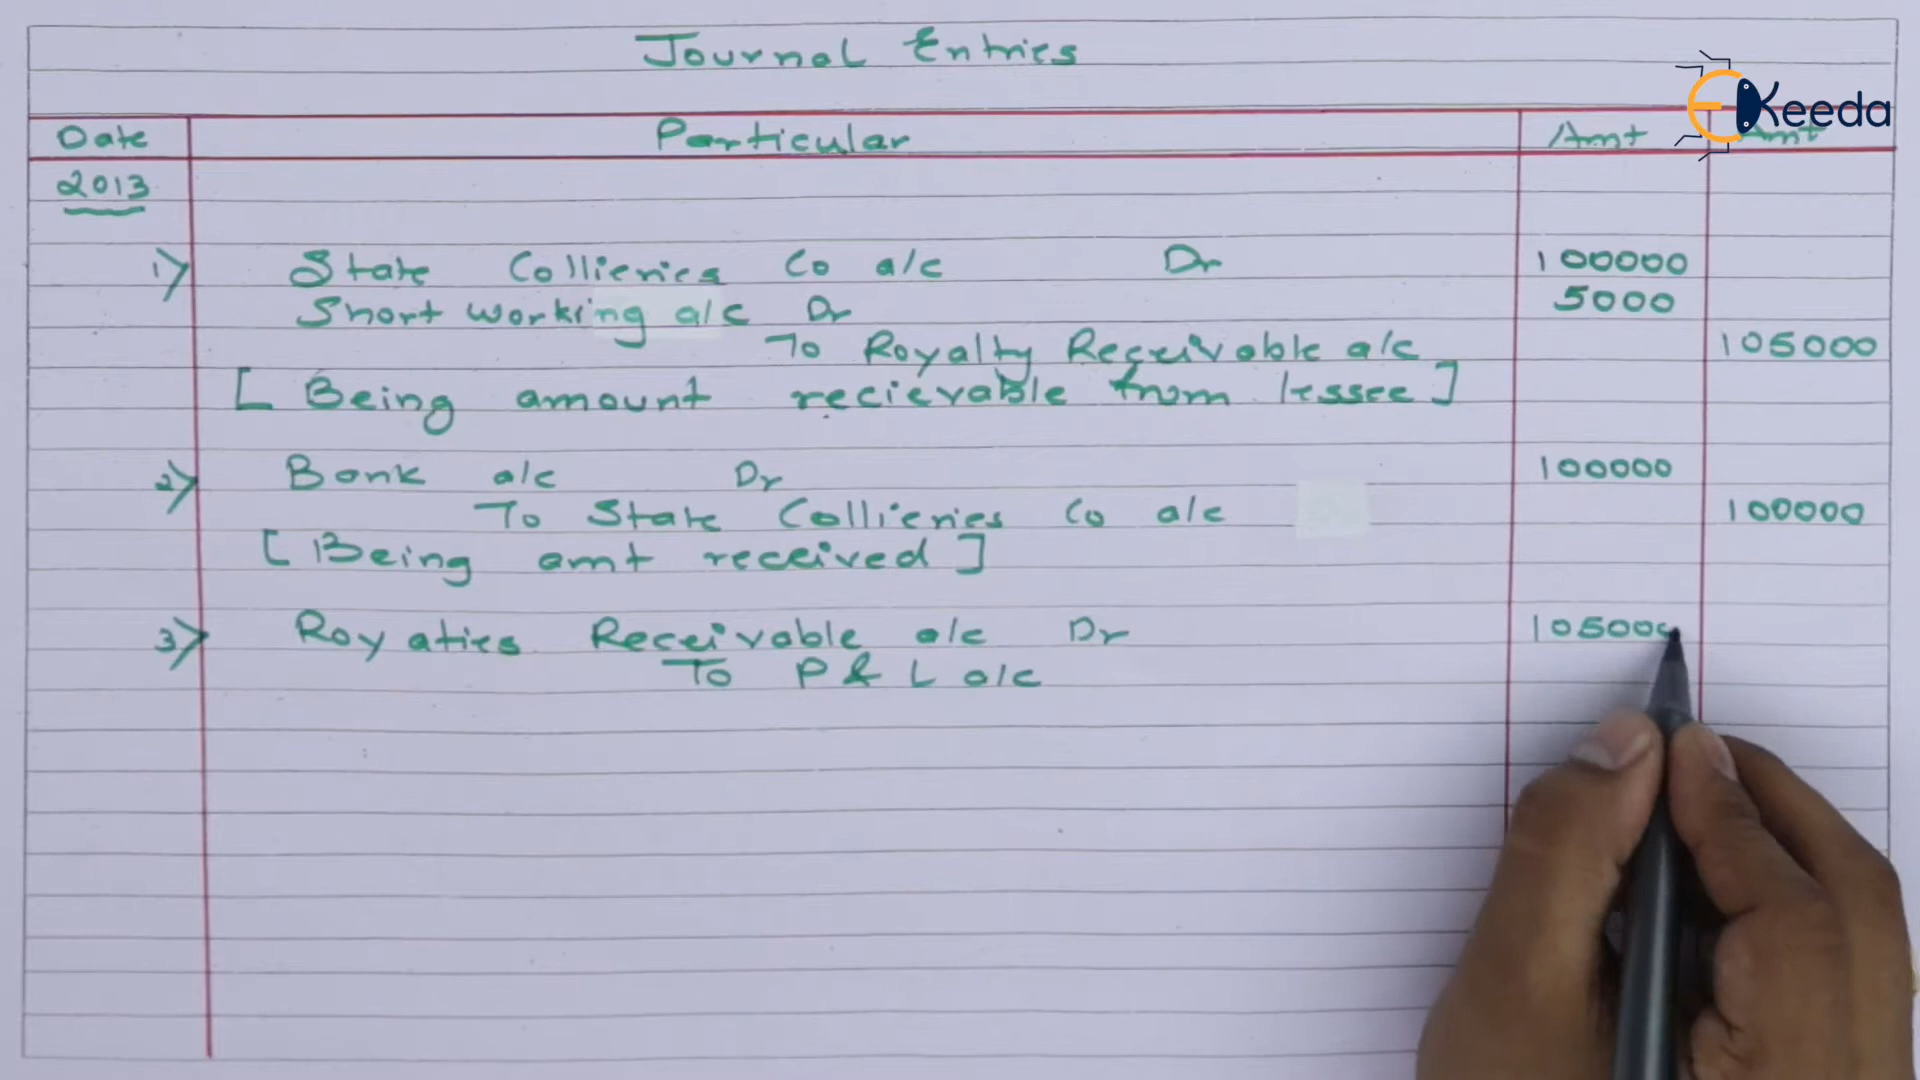 Journal Entries
EKeeda
Date Particular Amt Amt
2013
1) State Collieries Co a/c Dr 100000
Short working a/c Dr 5000
To Royalty Receivable a/c 105000
[ Being amount recievable from lessee ]
2) Bank a/c Dr 100000
To State Collieries Co a/c 100000
[ Being amt received ]
3) Royaties Receivable a/c Dr 105000
To P & L a/c